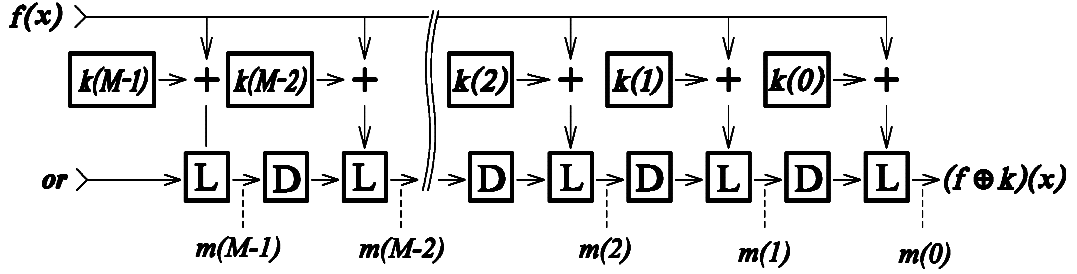 f(x)
k(M-1) + k(M-2) + k(2) + k(1) + k(0) +
or L D L D L D L D L (f ⊕ k)(x)
m(M-1) m(M-2) m(2) m(1) m(0)